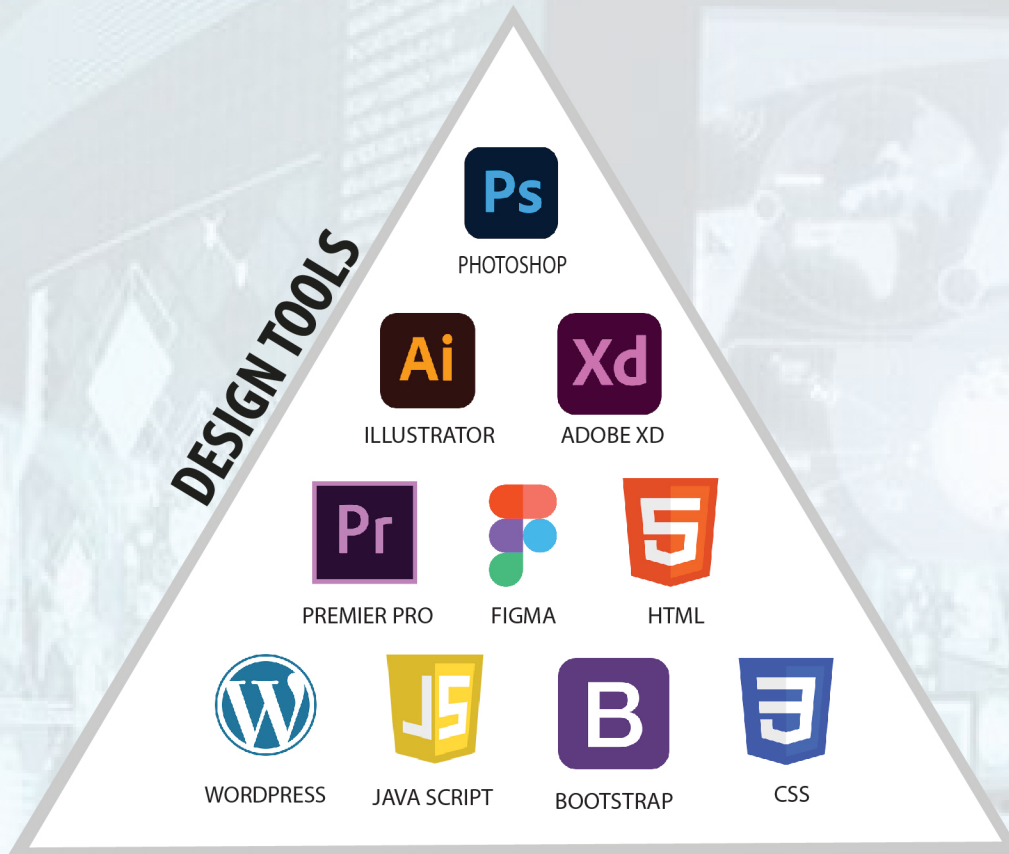 DESIGN TOOLS
Ps
PHOTOSHOP
Ai Xd
ILLUSTRATOR ADOBE XD
Pr 5
PREMIER PRO FIGMA HTML
W JS B 3
WORDPRESS JAVA SCRIPT BOOTSTRAP CSS